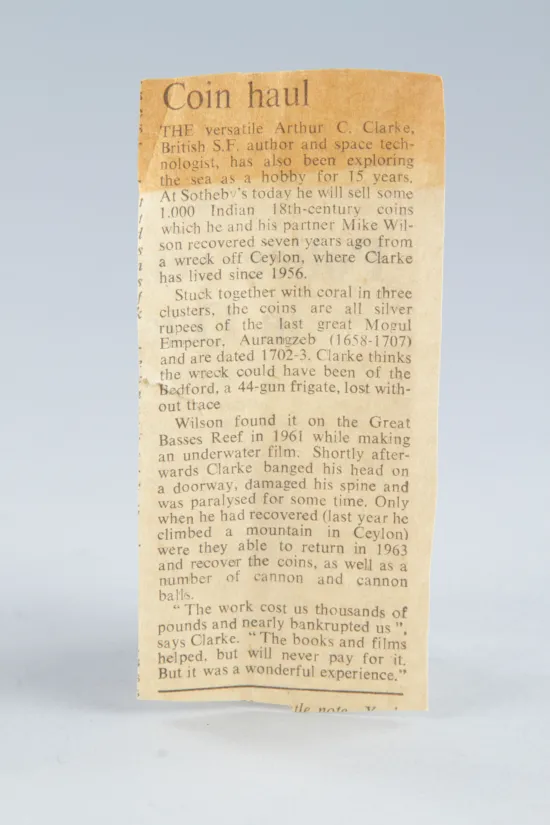 Coin haul
THE versatile Arthur C. Clarke,
British S.F. author and space tech-
nologist, has also been exploring
the sea as a hobby for 15 years.
At Sotheby's today he will sell some
1.000 Indian 18th-century coins
which he and his partner Mike Wil-
son recovered seven years ago from
a wreck off Ceylon, where Clarke
has lived since 1956.
Stuck together with coral in three
clusters, the coins are all silver
rupees of the last great Mogul
Emperor, Aurangzeb (1658-1707)
and are dated 1702-3. Clarke thinks
the wreck could have been of the
Bedford, a 44-gun frigate, lost with-
out trace
Wilson found it on the Great
Basses Reef in 1961 while making
an underwater film. Shortly after-
wards Clarke banged his head on
a doorway, damaged his spine and
was paralysed for some time. Only
when he had recovered (last year he
climbed a mountain in Ceylon)
were they able to return in 1963
and recover the coins, as well as a
number of cannon and cannon
balls.
"The work cost us thousands of
pounds and nearly bankrupted us",
says Clarke. "The books and films
helped, but will never pay for it.
But it was a wonderful experience."